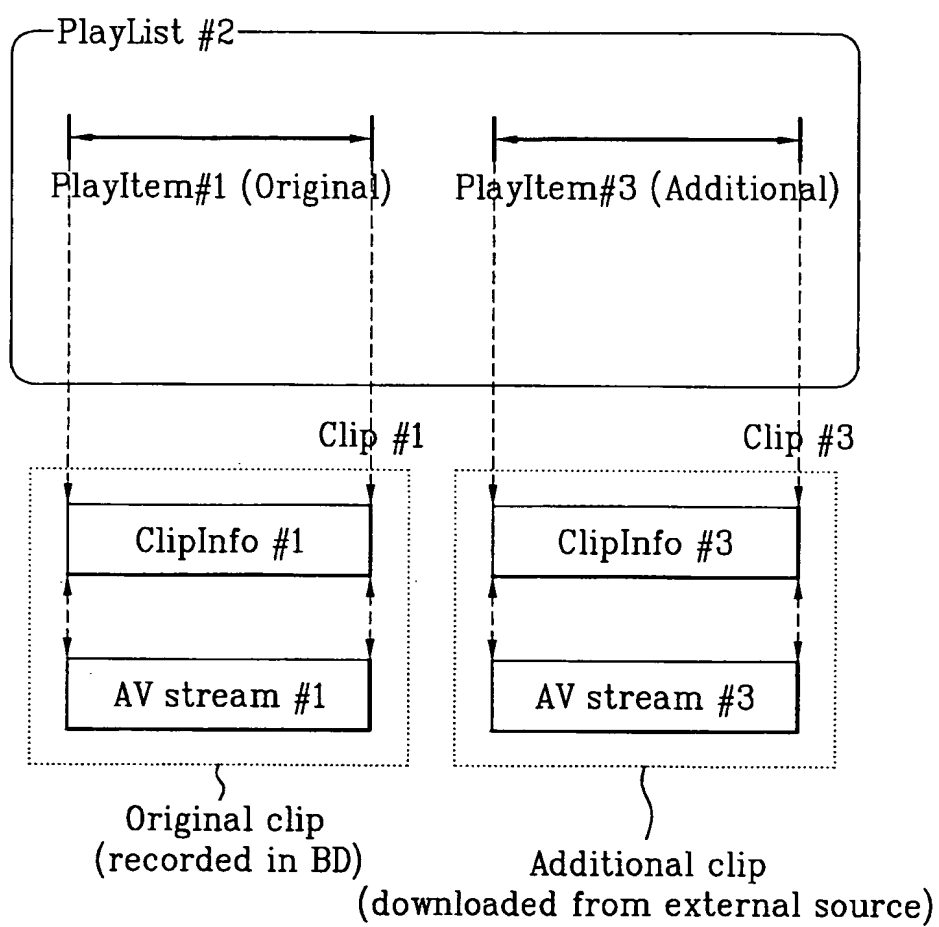 PlayList #2
PlayItem#1 (Original)
PlayItem#3 (Additional)
Clip #1
Clip #3
ClipInfo #1
ClipInfo #3
AV stream #1
AV stream #3
Original clip
(recorded in BD)
Additional clip
(downloaded from external source)